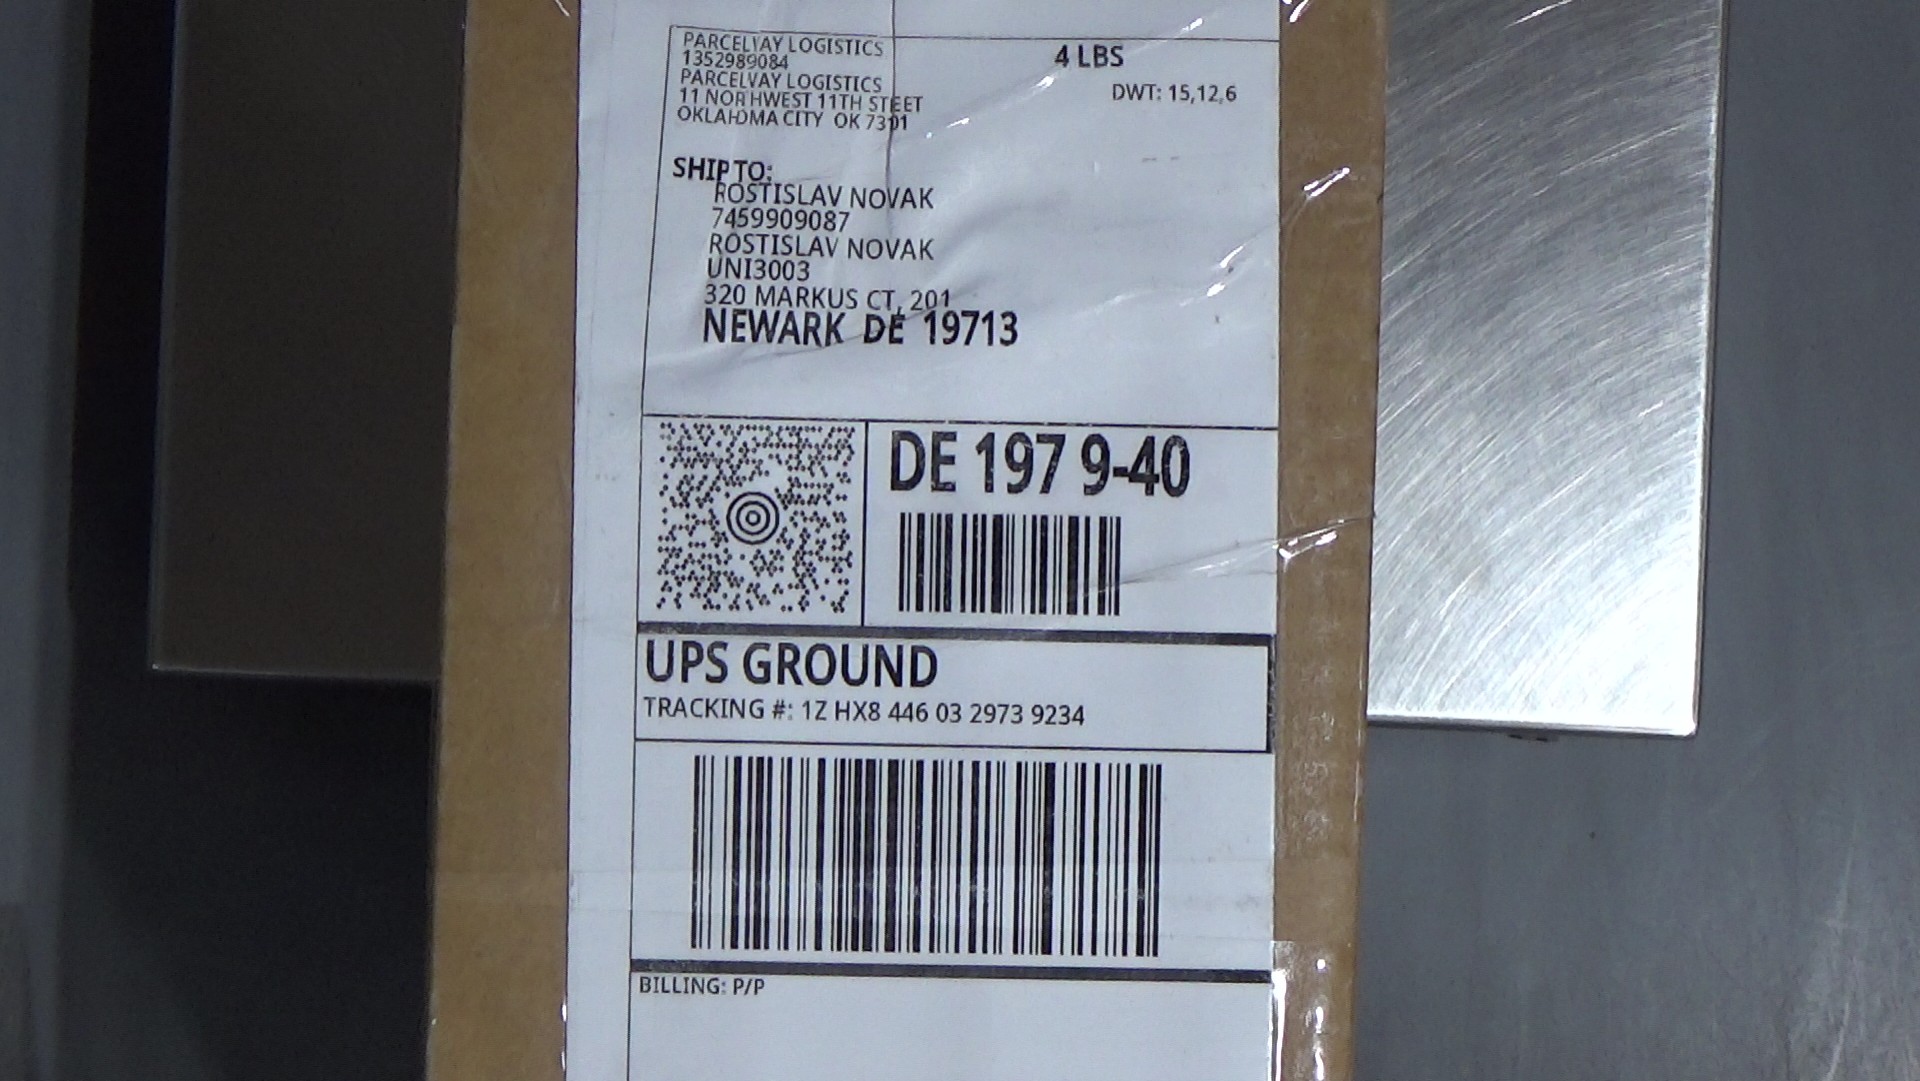 PARCELVAY LOGISTICS
1352989084
PARCELVAY LOGISTICS
11 NORHWEST 11TH STEET
OKLAHOMA CITY OK 7301
4 LBS
DWT: 15,12,6
SHIP TO:
ROSTISLAV NOVAK
7459909087
ROSTISLAV NOVAK
UNI3003
320 MARKUS CT, 201
NEWARK DE 19713
DE 197 9-40
UPS GROUND
TRACKING #: 1Z HX8 446 03 2973 9234
BILLING: P/P